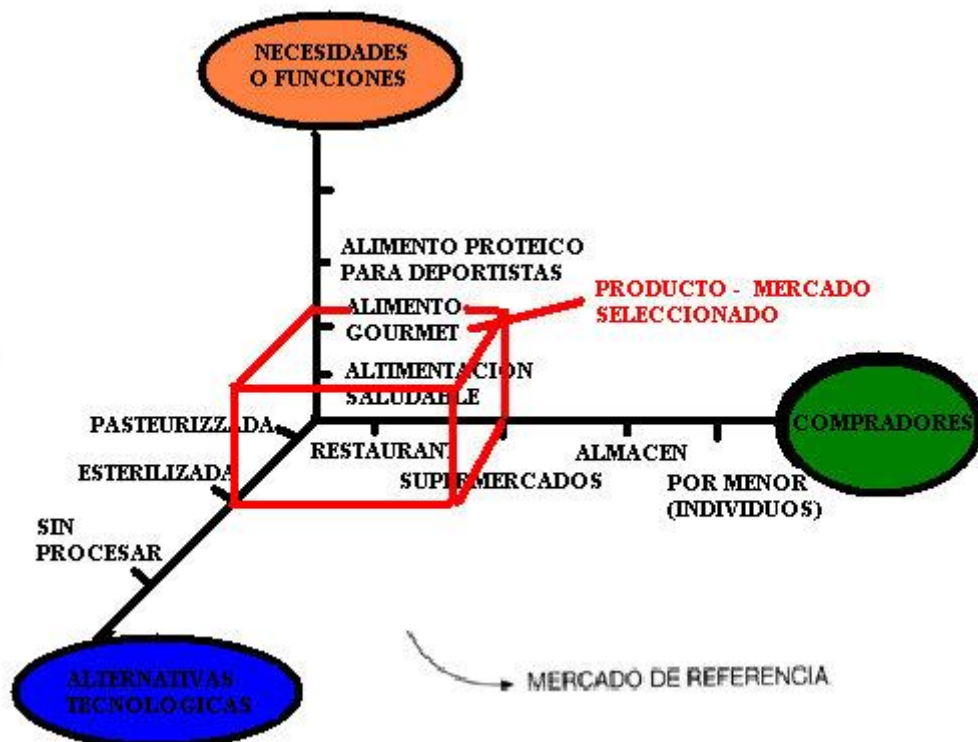 NECESIDADES
O FUNCIONES
ALIMENTO PROTEICO
PARA DEPORTISTAS
ALIMENTO
GOURMET
PRODUCTO - MERCADO
SELECCIONADO
ALTIMENTACION
SALUDABLE
PASTEURIZZADA
RESTAURANT
ALMACEN
COMPRADORES
ESTERILIZADA
SUPERMERCADOS
POR MENOR
(INDIVIDUOS)
SIN
PROCESAR
ALTERNATIVAS
TECNOLOGICAS
MERCADO DE REFERENCIA